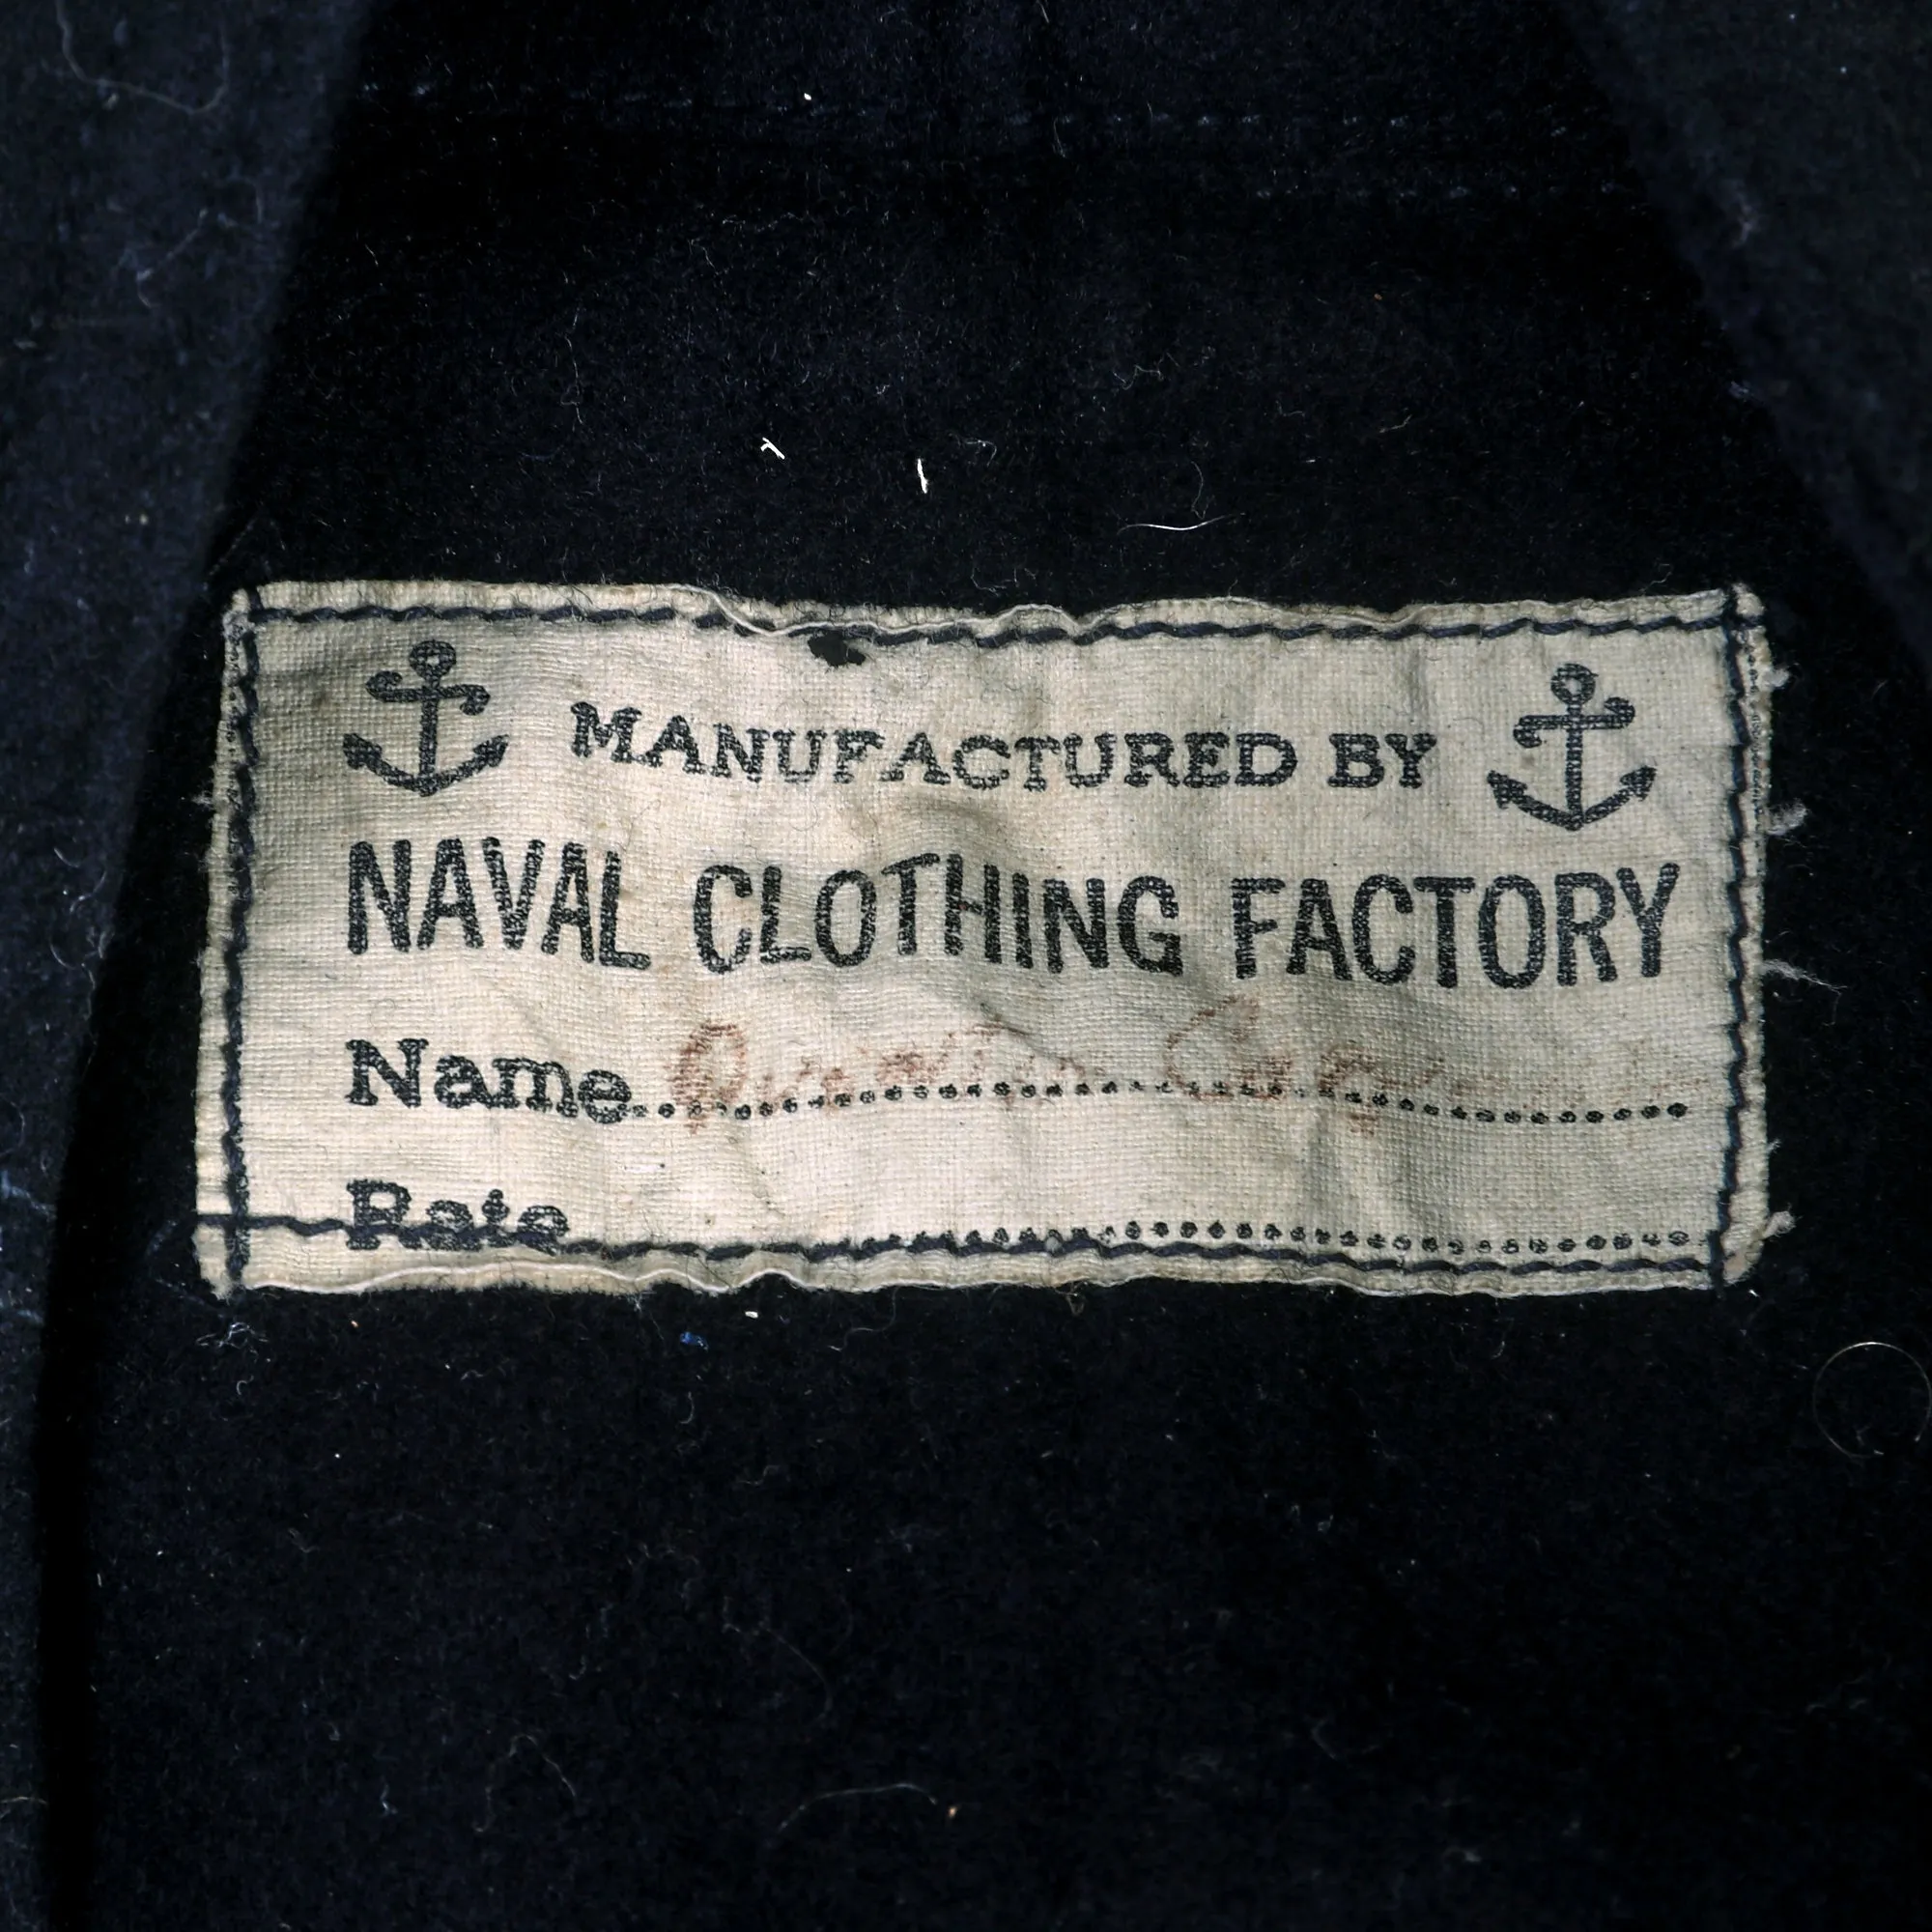 MANUFACTURED BY
NAVAL CLOTHING FACTORY
Name
Rate